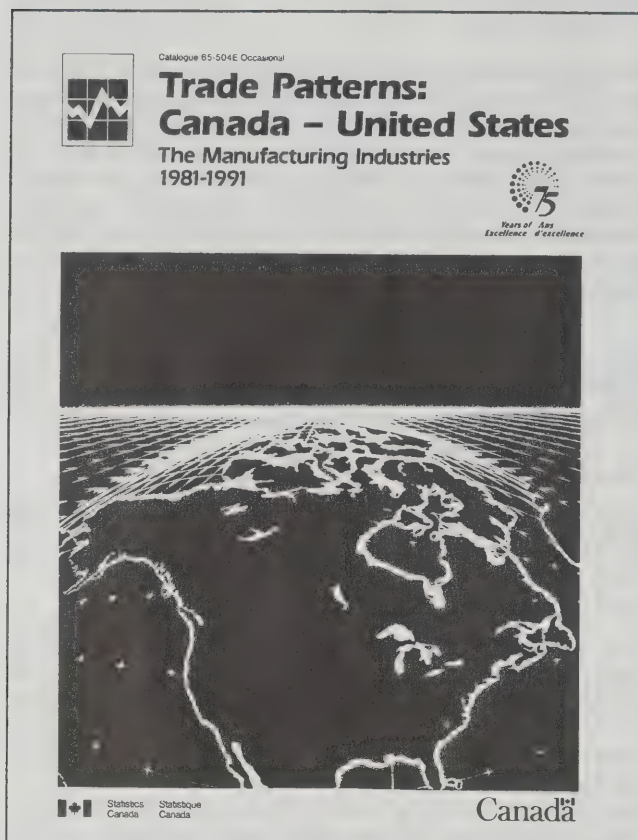 Catalogue 65-504E Occasional
Trade Patterns:
Canada – United States
The Manufacturing Industries
1981-1991
75
Years of Ans
Excellence d'excellence
Statistics Statistique
Canada Canada
Canada